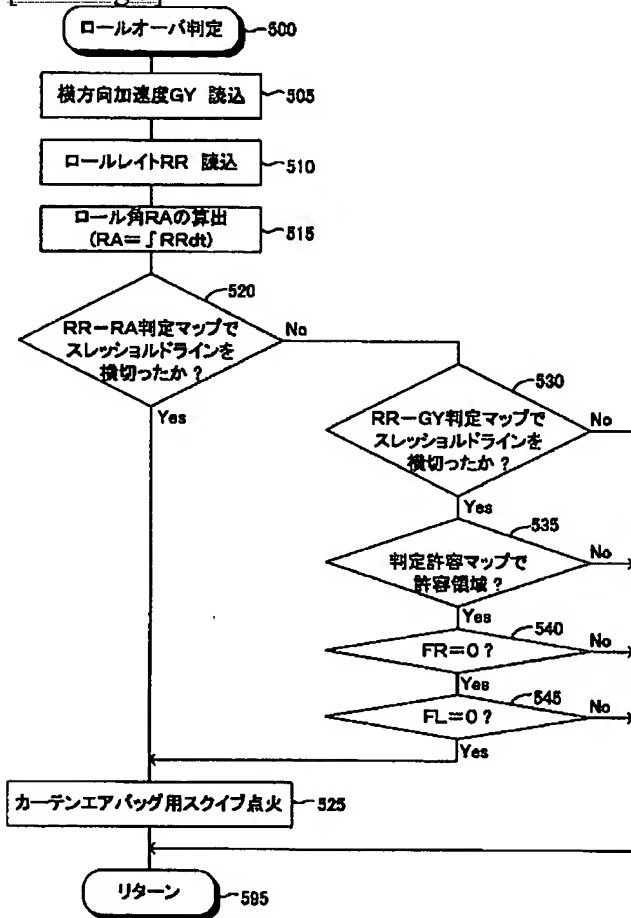 ロールオーバ判定
500
横方向加速度GY 読込
505
ロールレイトRR 読込
510
ロール角RAの算出
(RA=∫RRdt)
515
520
RR-RA判定マップで
スレッショルドラインを
横切ったか?
No
Yes
530
RR-GY判定マップで
スレッショルドラインを
横切ったか?
No
Yes
535
判定許容マップで
許容領域?
No
Yes
540
FR=0?
No
Yes
545
FL=0?
No
Yes
カーテンエアバッグ用スクイブ点火
525
リターン
595